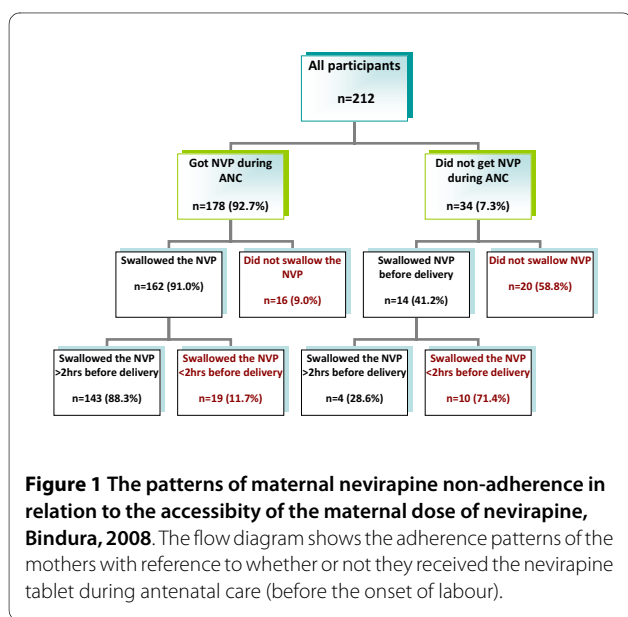 All participants
n=212
Got NVP during
ANC
n=178 (92.7%)
Did not get NVP
during ANC
n=34 (7.3%)
Swallowed the NVP
n=162 (91.0%)
Did not swallow the
NVP
n=16 (9.0%)
Swallowed NVP
before delivery
n=14 (41.2%)
Did not swallow NVP
n=20 (58.8%)
Swallowed the NVP
>2hrs before delivery
n=143 (88.3%)
Swallowed the NVP
<2hrs before delivery
n=19 (11.7%)
Swallowed the NVP
>2hrs before delivery
n=4 (28.6%)
Swallowed the NVP
<2hrs before delivery
n=10 (71.4%)
Figure 1 The patterns of maternal nevirapine non-adherence in
relation to the accessibity of the maternal dose of nevirapine,
Bindura, 2008. The flow diagram shows the adherence patterns of the
mothers with reference to whether or not they received the nevirapine
tablet during antenatal care (before the onset of labour).